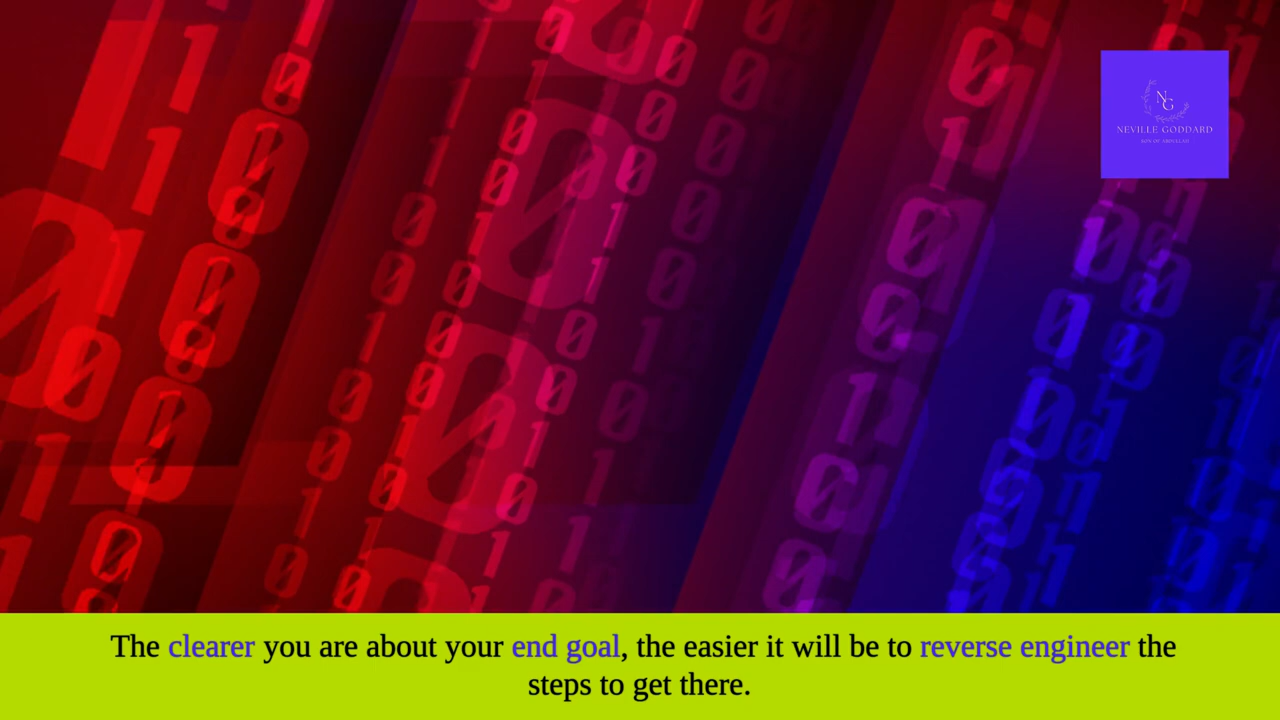 NG
NEVILLE GODDARD
The clearer you are about your end goal, the easier it will be to reverse engineer the
steps to get there.